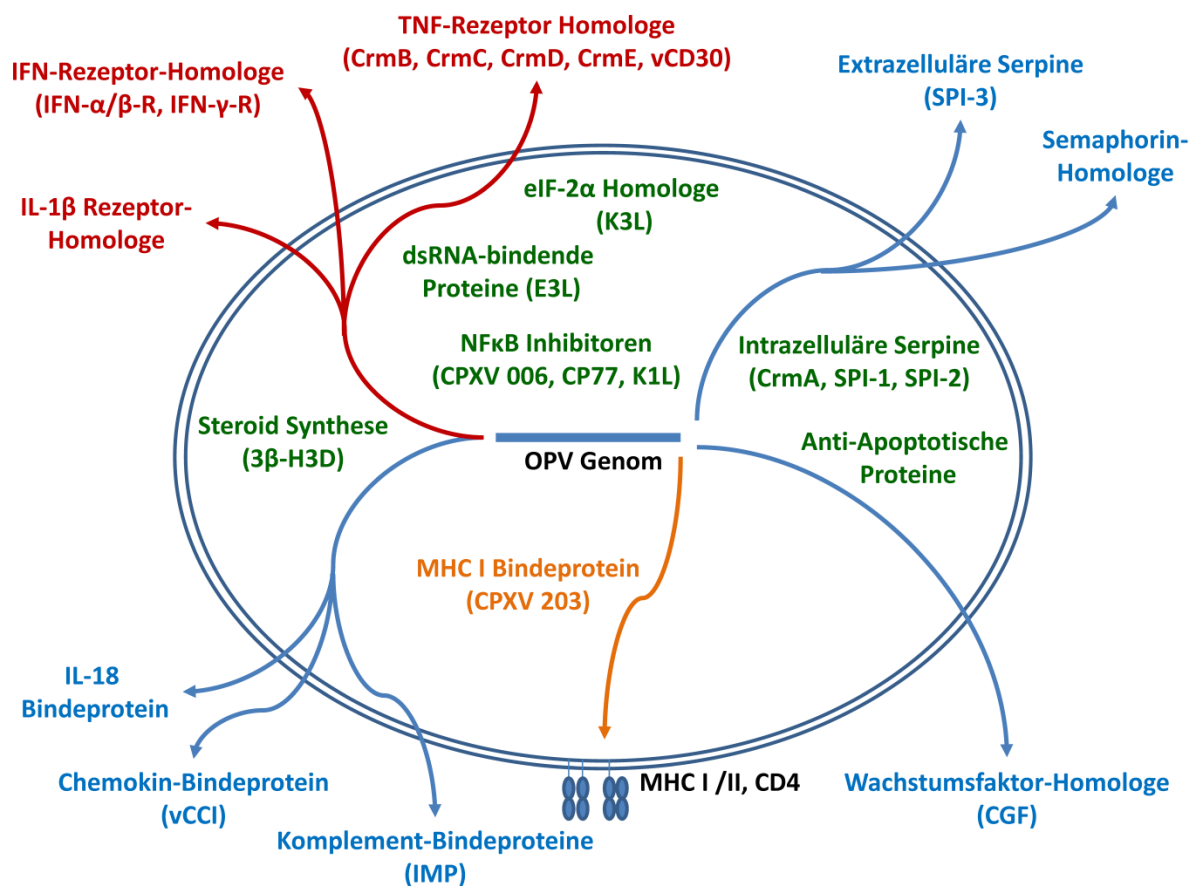 TNF-Rezeptor Homologe
(CrmB, CrmC, CrmD, CrmE, vCD30)
IFN-Rezeptor-Homologe
(IFN-α/β-R, IFN-γ-R)
Extrazelluläre Serpine
(SPI-3)
Semaphorin-
Homologe
IL-1β Rezeptor-
Homologe
eIF-2α Homologe
(K3L)
dsRNA-bindende
Proteine (E3L)
NFκB Inhibitoren
(CPXV 006, CP77, K1L)
Intrazelluläre Serpine
(CrmA, SPI-1, SPI-2)
Steroid Synthese
(3β-H3D)
OPV Genom
Anti-Apoptotische
Proteine
MHC I Bindeprotein
(CPXV 203)
IL-18
Bindeprotein
Chemokin-Bindeprotein
(vCCI)
MHC I /II, CD4
Wachstumsfaktor-Homologe
(CGF)
Komplement-Bindeproteine
(IMP)